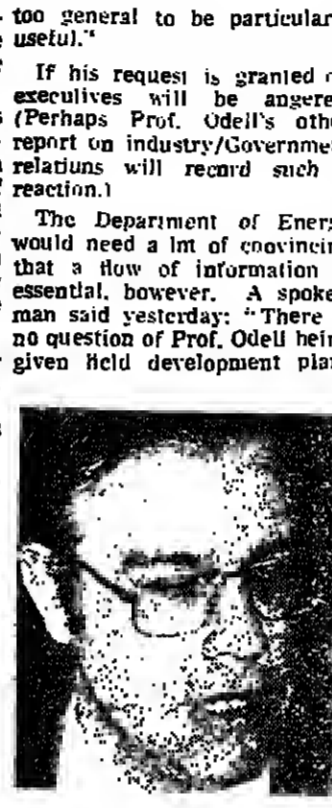 too general to be particular
useful."
If his request is granted o
executives will be angere
(Perhaps Prof. Odell's oth
report on industry/Governme
relations will record such
reaction.)
The Department of Energ
would need a lot of convincin
that a flow of information
essential, however. A spoke
man said yesterday: "There
no question of Prof. Odell bein
given field development plan